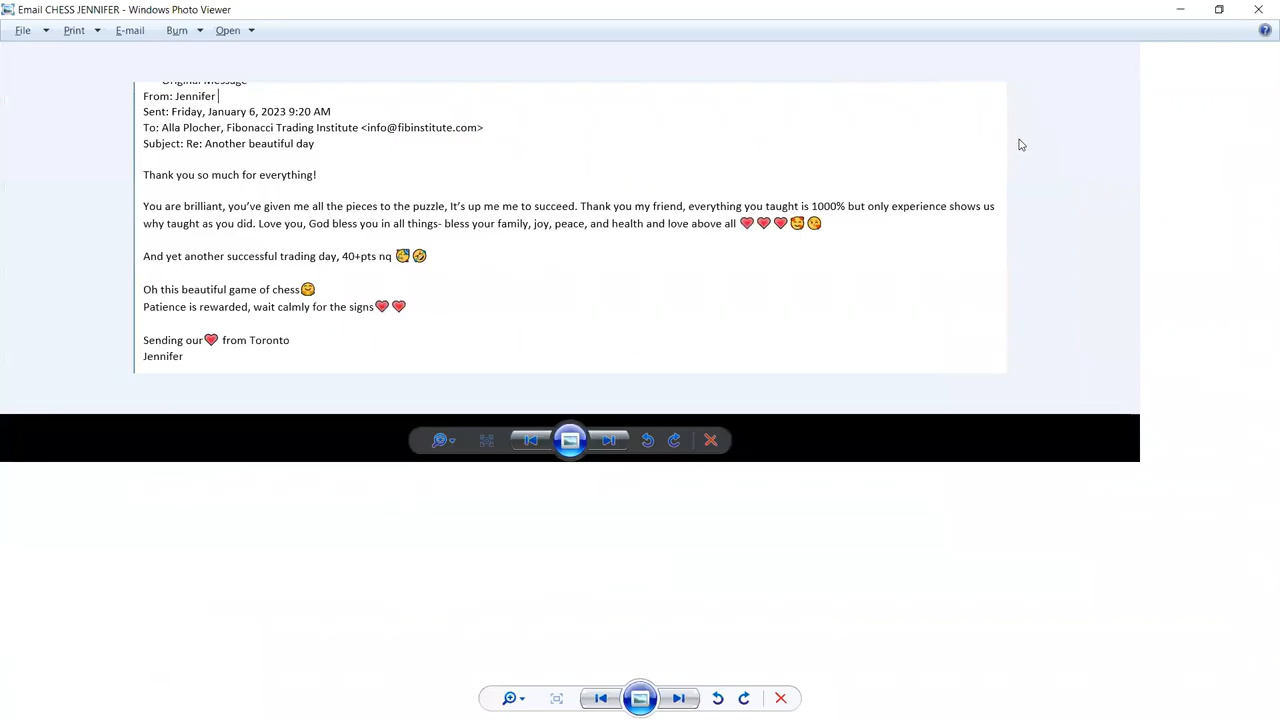 Email CHESS JENNIFER - Windows Photo Viewer
File Print E-mail Burn Open
Original Message
From: Jennifer
Sent: Friday, January 6, 2023 9:20 AM
To: Alla Plocher, Fibonacci Trading Institute <info@fibinstitute.com>
Subject: Re: Another beautiful day
Thank you so much for everything!
You are brilliant, you’ve given me all the pieces to the puzzle, It’s up me me to succeed. Thank you my friend, everything you taught is 1000% but only experience shows us
why taught as you did. Love you, God bless you in all things- bless your family, joy, peace, and health and love above all ❤️❤️❤️🥰😘
And yet another successful trading day, 40+pts nq 🥳🤣
Oh this beautiful game of chess🤗
Patience is rewarded, wait calmly for the signs❤️❤️
Sending our❤️ from Toronto
Jennifer